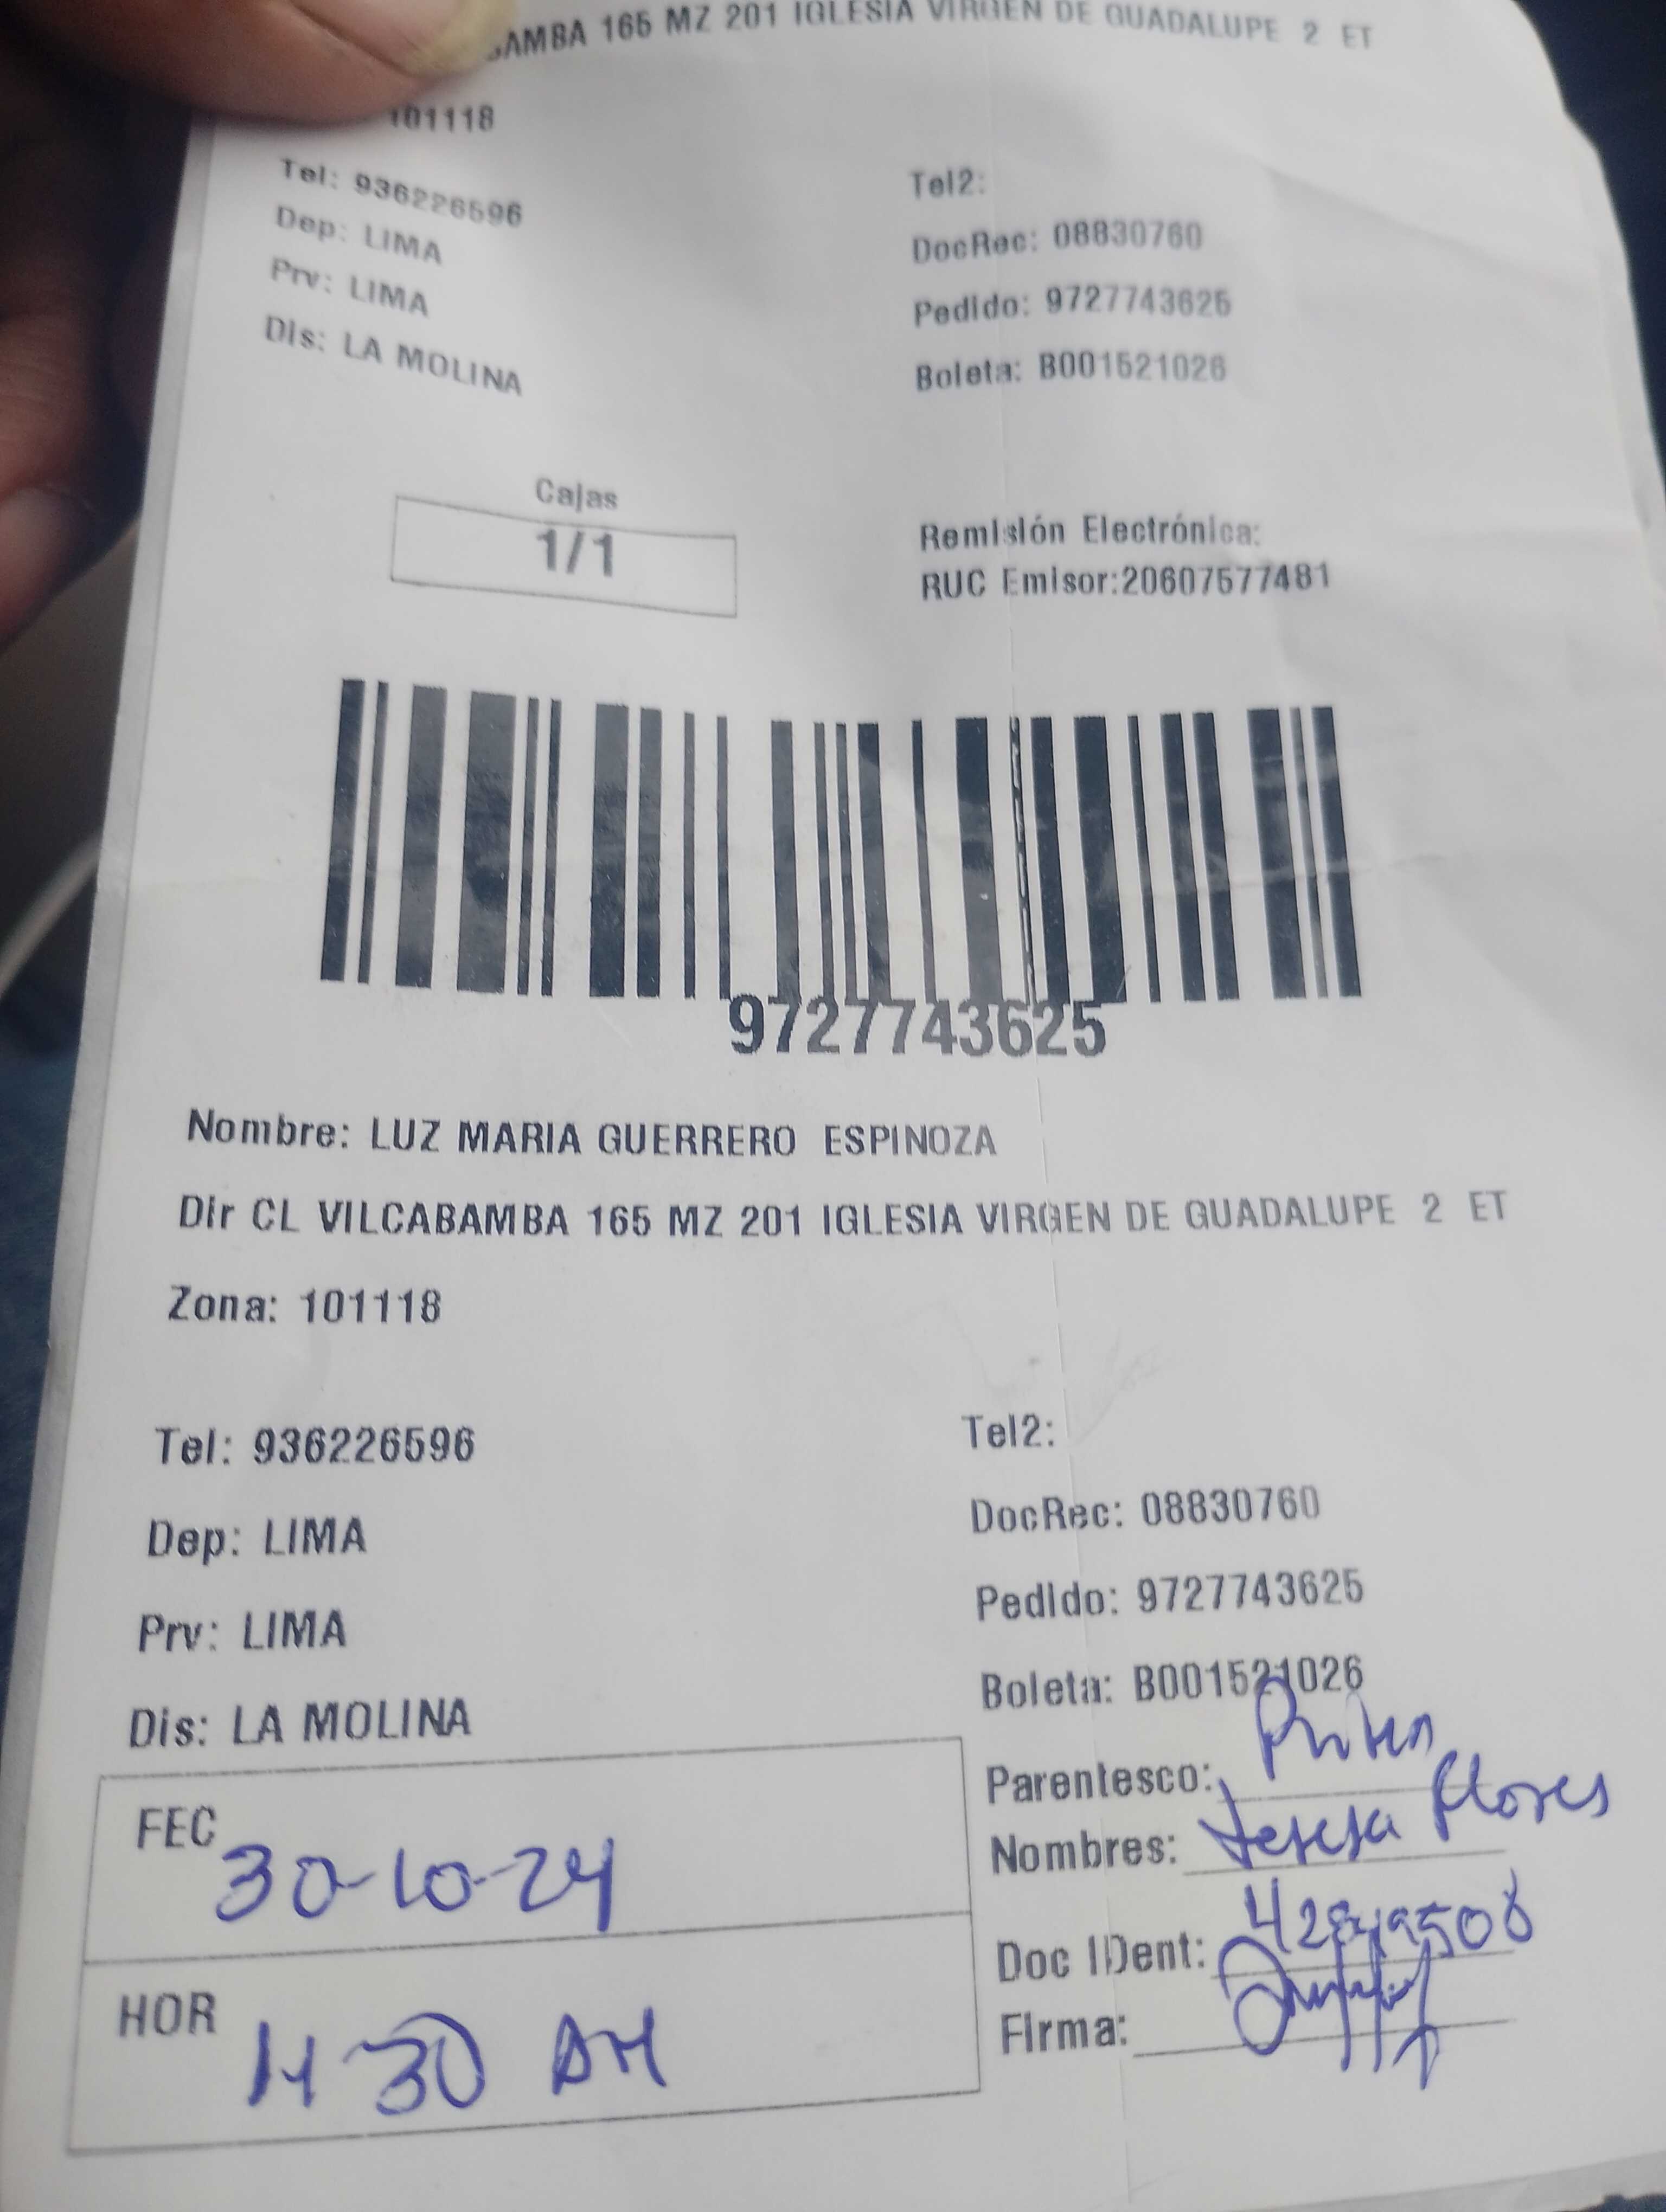 AMBA 165 MZ 201 IGLESIA VIRGEN DE GUADALUPE 2 ET
101118
Tel: 936226596
Tel2:
Dep: LIMA
DocRec: 08830760
Prv: LIMA
Pedido: 9727743625
Dis: LA MOLINA
Boleta: B001521026
Cajas
1/1
Remisión Electrónica:
RUC Emisor:20607577481
9727743625
Nombre: LUZ MARIA GUERRERO ESPINOZA
Dir CL VILCABAMBA 165 MZ 201 IGLESIA VIRGEN DE GUADALUPE 2 ET
Zona: 101118
Tel: 936226596
Tel2:
Dep: LIMA
DocRec: 08830760
Prv: LIMA
Pedido: 9727743625
Dis: LA MOLINA
Boleta: B001521026
Parentesco:
Nombres: Teresa Flores
FEC 30-10-24
Doc IDent:
HOR 11 30 AM
Firma: